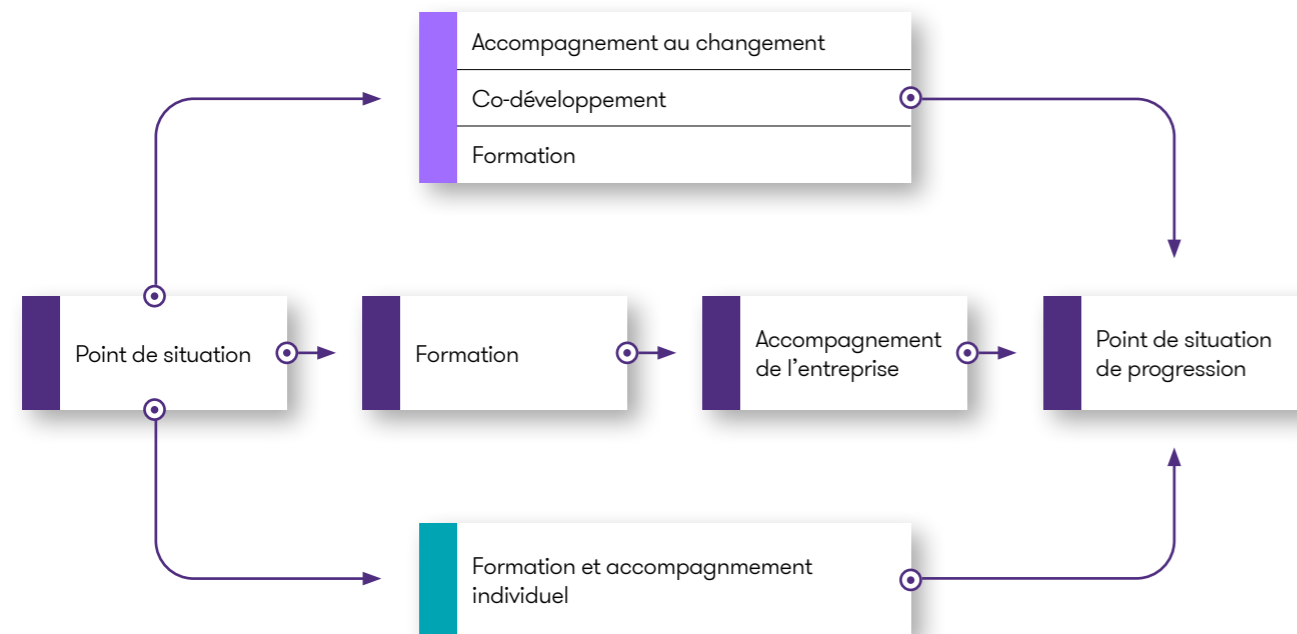 Accompagnement au changement
Co-développement
Formation
Point de situation
Formation
Accompagnement
de l'entreprise
Point de situation
de progression
Formation et accompagnmement
individuel